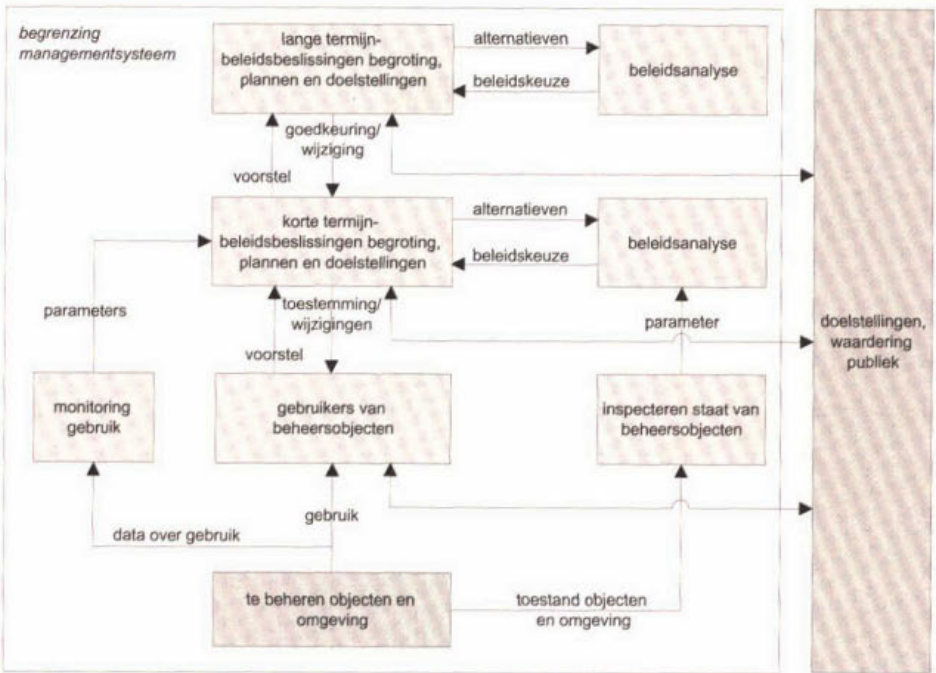 begrenzing
managementsysteem
lange termijn-
beleidsbeslissingen begroting,
plannen en doelstellingen
alternatieven
beleidskeuze
beleidsanalyse
goedkeuring/
wijziging
voorstel
korte termijn-
beleidsbeslissingen begroting,
plannen en doelstellingen
alternatieven
beleidskeuze
beleidsanalyse
parameters
toestemming/
wijzigingen
voorstel
parameter
doelstellingen,
waardering
publiek
monitoring
gebruik
gebruikers van
beheersobjecten
inspecteren staat van
beheersobjecten
data over gebruik
gebruik
te beheren objecten en
omgeving
toestand objecten
en omgeving